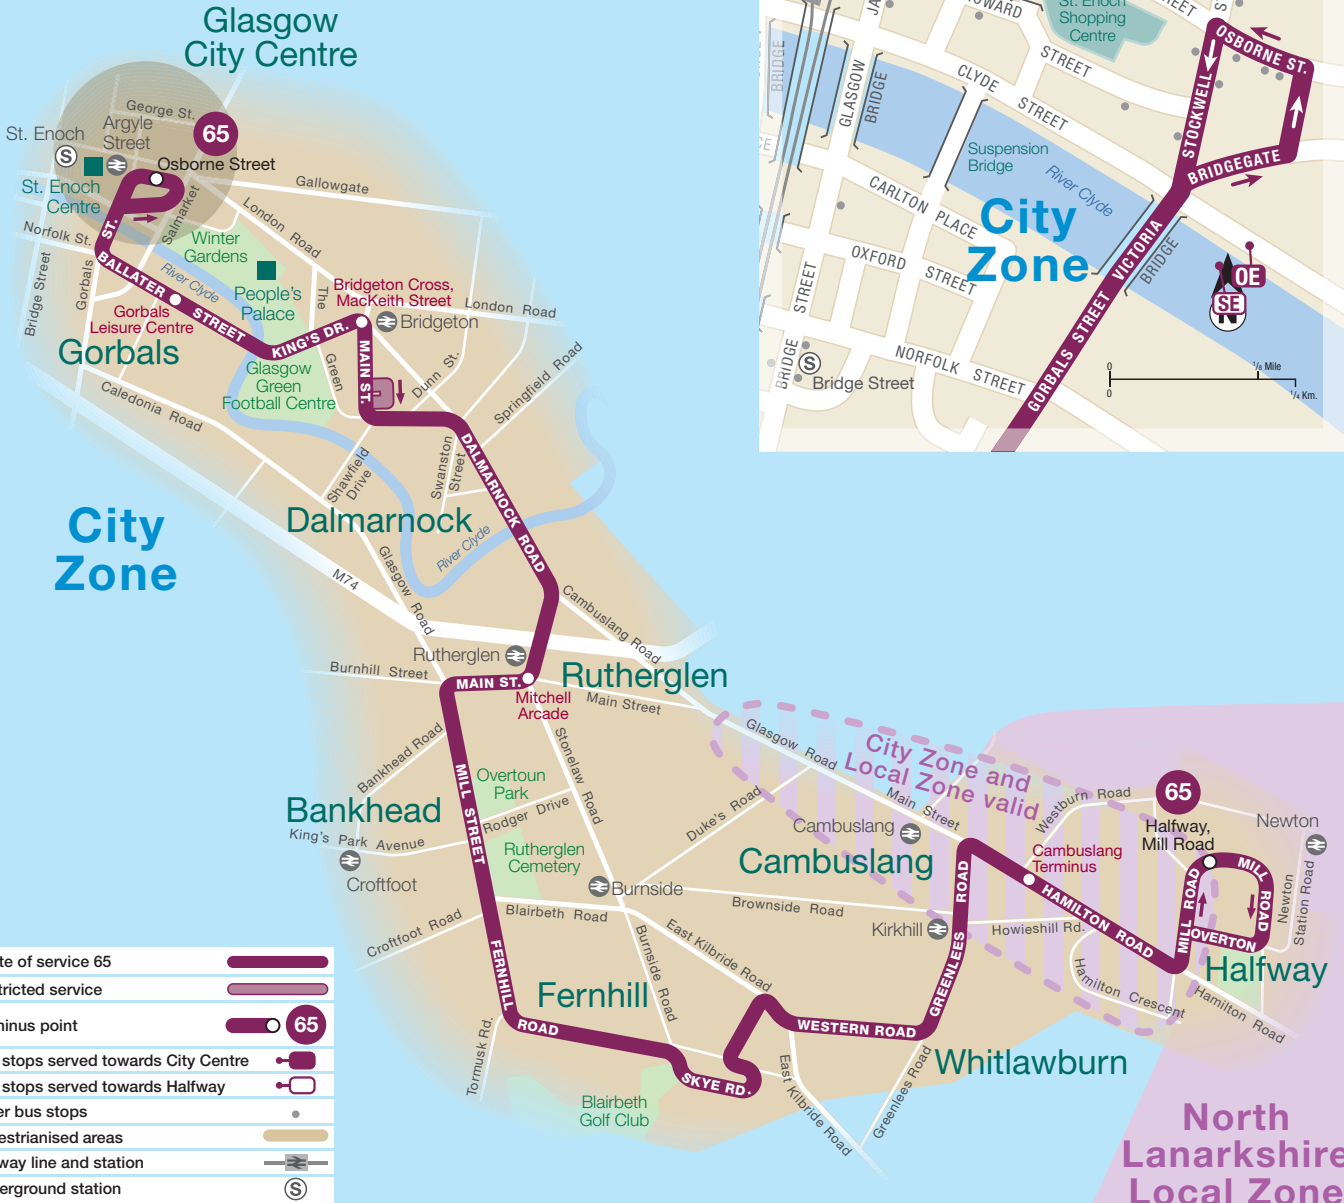 Glasgow
City Centre
George St.
St. Enoch
S
Argyle
Street
65
Osborne Street
St. Enoch
Centre
Gallowgate
Norfolk St.
ST.
Salmarket
London Road
Winter
Gardens
BALLATER
STREET
River Clyde
Bridge Street
Gorbals
People's
Palace
The
Green
Bridgeton Cross,
MacKeith Street
London Road
Bridgeton
Gorbals
Leisure Centre
Gorbals
KING'S DR.
MAIN ST.
Glasgow
Green
Football Centre
Dunn St.
Springfield Road
Caledonia Road
Shawfield
Drive
Swanston
Street
DALMARNOCK ROAD
City
Zone
Dalmarnock
River Clyde
M74
Glasgow Road
Cambuslang Road
Rutherglen
Burnhill Street
MAIN ST.
Rutherglen
Mitchell
Arcade
Main Street
Bankhead Road
Stonelaw Road
Glasgow Road
City Zone and
Local Zone valid
MILL STREET
Overtoun
Park
Bankhead
Rodger Drive
King's Park Avenue
Croftfoot
Rutherglen
Cemetery
Duke's Road
Main Street
Cambuslang
Westburn Road
65
Halfway,
Mill Road
Newton
Cambuslang
Cambuslang
Terminus
Burnside
Blairbeth Road
Brownside Road
Croftfoot Road
East Kilbride Road
Burnside Road
Kirkhill
GREENLEES ROAD
Howieshill Rd.
HAMILTON ROAD
MILL ROAD
MILL ROAD
OVERTON
Newton
Station Road
Halfway
Hamilton Crescent
Hamilton Road
FERNHILL
ROAD
Fernhill
WESTERN ROAD
Tormusk Rd.
SKYE RD.
Whitlawburn
Blairbeth
Golf Club
East Kilbride Road
Greenlees Road
North
Lanarkshire
Local Zone
te of service 65
tricted service
ninus point
65
stops served towards City Centre
stops served towards Halfway
er bus stops
estrianised areas
way line and station
erground station
S
BRIDGE
JA
OWARD
STREET
St. Enoch
Shopping
Centre
REET
S
OSBORNE ST.
GLASGOW
BRIDGE
CLYDE STREET
STOCKWELL
BRIDGEGATE
CE
Suspension
Bridge
River Clyde
CARLTON PLACE
City
Zone
OXFORD STREET
VICTORIA
BRIDGE
OE
SE
BRIDGE STREET
S
Bridge Street
NORFOLK STREET
GORBALS STREET
0
1/8 Mile
0
1/4 Km.